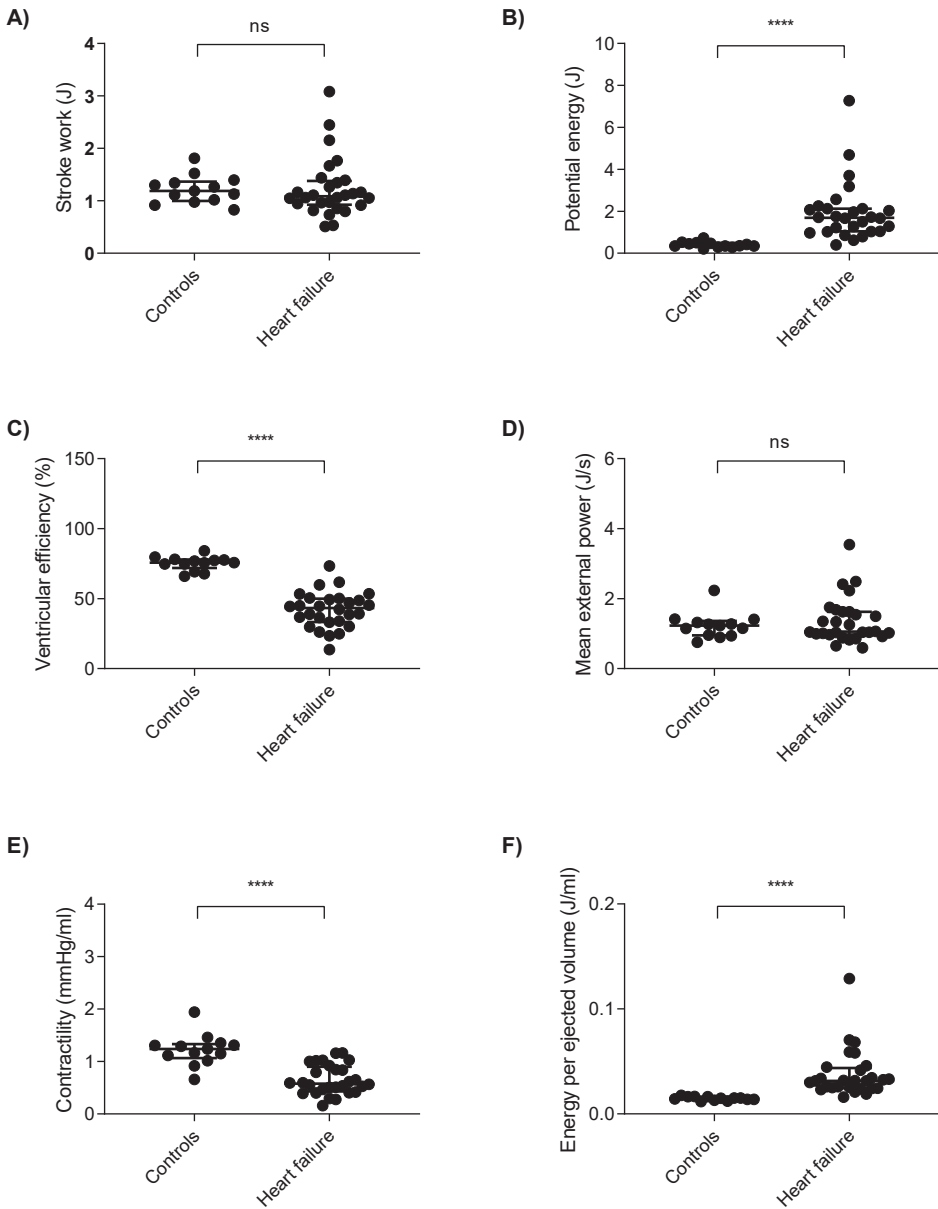 A)
ns
Stroke work (J)
4
3
2
1
0
Controls
Heart failure
B)
****
Potential energy (J)
10
8
6
4
2
0
Controls
Heart failure
C)
****
Ventricular efficiency (%)
150
100
50
0
Controls
Heart failure
D)
ns
Mean external power (J/s)
6
4
2
0
Controls
Heart failure
E)
****
Contractility (mmHg/ml)
4
3
2
1
0
Controls
Heart failure
F)
****
Energy per ejected volume (J/ml)
0.2
0.1
0.0
Controls
Heart failure